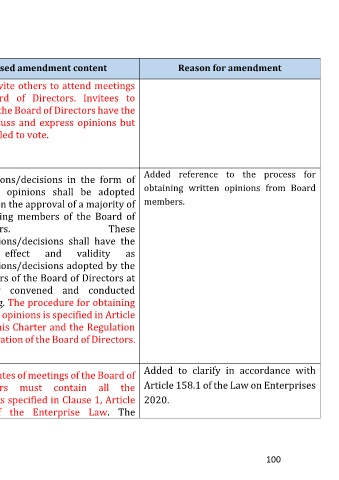 sed amendment content
Reason for amendment
vite others to attend meetings
rd of Directors. Invitees to
the Board of Directors have the
uss and express opinions but
led to vote.
ons/decisions in the form of
opinions shall be adopted
n the approval of a majority of
ing members of the Board of
rs. These
ions/decisions shall have the
effect and validity as
ons/decisions adopted by the
rs of the Board of Directors at
convened and conducted
g. The procedure for obtaining
opinions is specified in Article
his Charter and the Regulation
ation of the Board of Directors.
Added reference to the process for
obtaining written opinions from Board
members.
utes of meetings of the Board of
rs must contain all the
s specified in Clause 1, Article
f the Enterprise Law. The
Added to clarify in accordance with
Article 158.1 of the Law on Enterprises
2020.
100